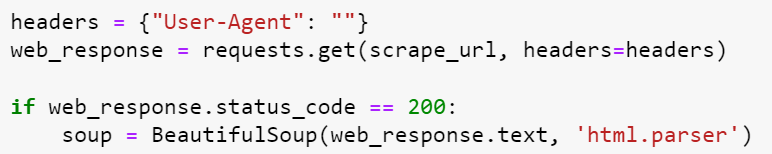 headers = {"User-Agent": ""}
web_response = requests.get(scrape_url, headers=headers)
if web_response.status_code == 200:
    soup = BeautifulSoup(web_response.text, 'html.parser')